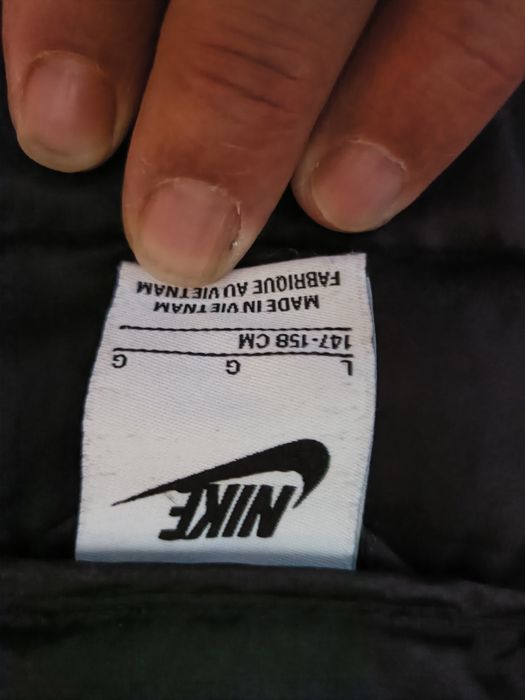 NIKE
L G G
147-158 CM
MADE IN VIETNAM
FABRIQUE AU VIETNAM